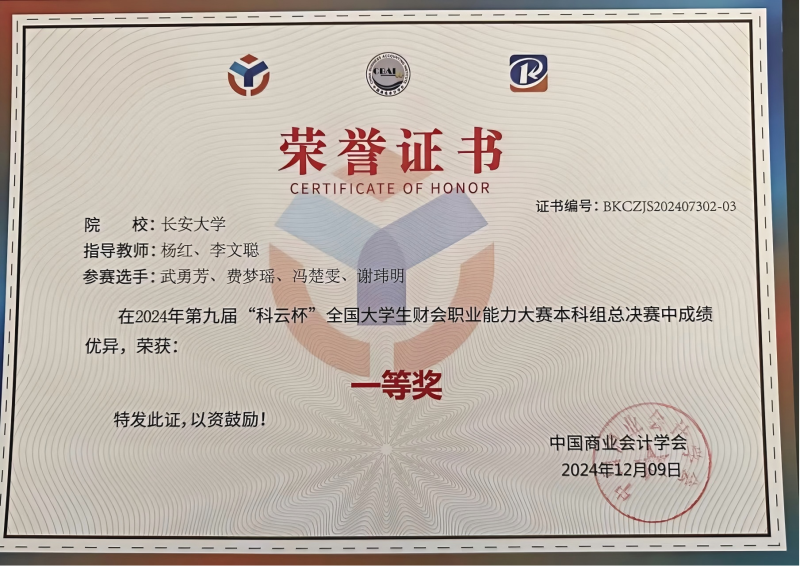 CBAI
荣誉证书
CERTIFICATE OF HONOR
证书编号：BKCZJS202407302-03
院　　校：长安大学
指导教师：杨红、李文聪
参赛选手：武勇芳、费梦瑶、冯楚雯、谢玮明
在2024年第九届“科云杯”全国大学生财会职业能力大赛本科组总决赛中成绩
优异，荣获：
一等奖
特发此证，以资鼓励！
中国商业会计学会
2024年12月09日